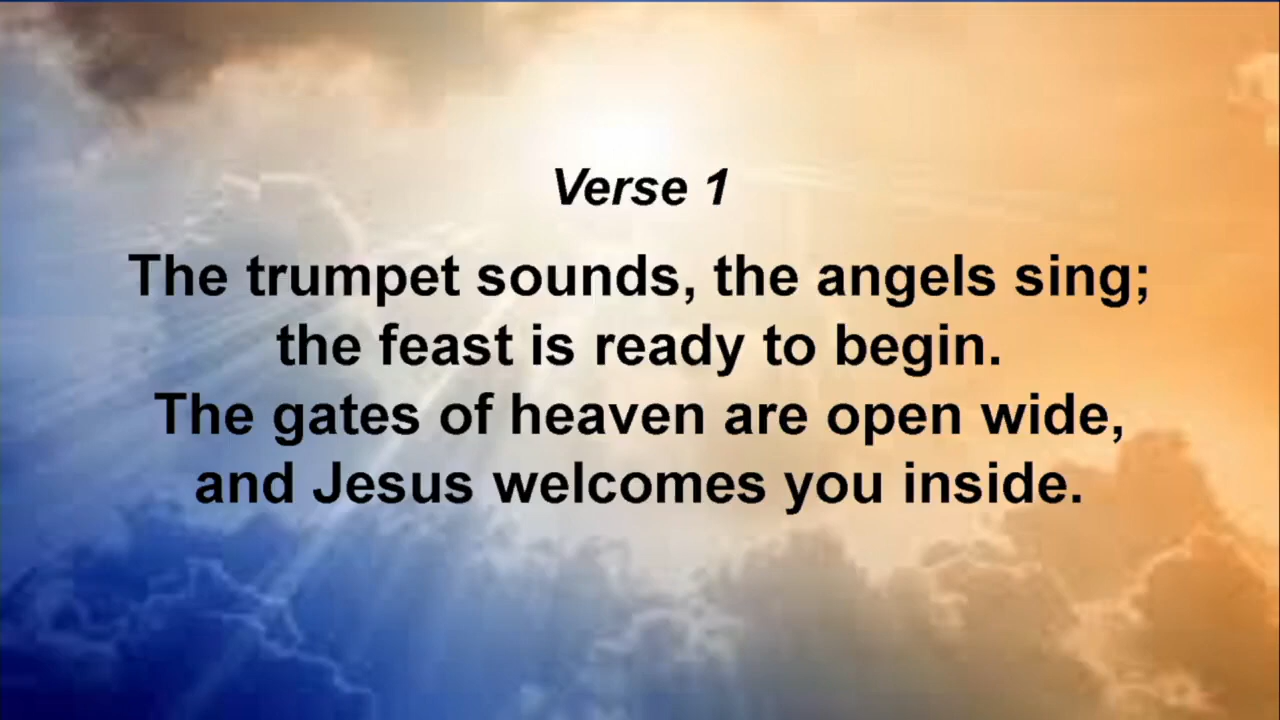 Verse 1
The trumpet sounds, the angels sing;
the feast is ready to begin.
The gates of heaven are open wide,
and Jesus welcomes you inside.